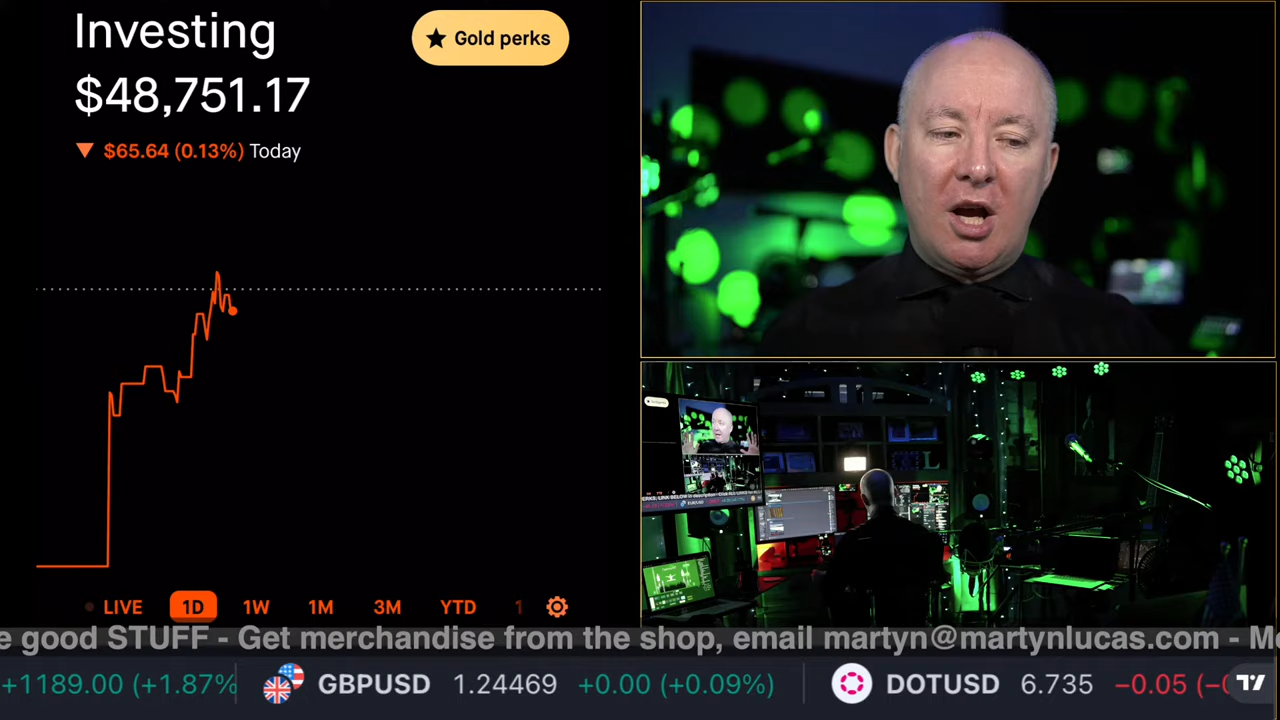 Investing
★ Gold perks
$48,751.17
▼ $65.64 (0.13%) Today
LIVE 1D 1W 1M 3M YTD 1
e good STUFF - Get merchandise from the shop, email martyn@martynlucas.com - M
+1189.00 (+1.87% GBPUSD 1.24469 +0.00 (+0.09%) DOTUSD 6.735 −0.05 (−0